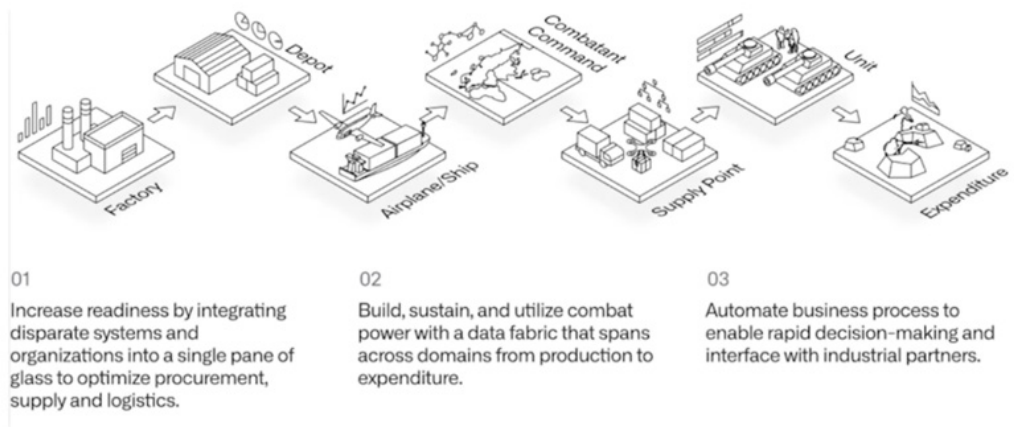 Factory
Depot
Airplane/Ship
Combatant
Command
Supply Point
Unit
Expenditure
01
Increase readiness by integrating
disparate systems and
organizations into a single pane of
glass to optimize procurement,
supply and logistics.
02
Build, sustain, and utilize combat
power with a data fabric that spans
across domains from production to
expenditure.
03
Automate business process to
enable rapid decision-making and
interface with industrial partners.